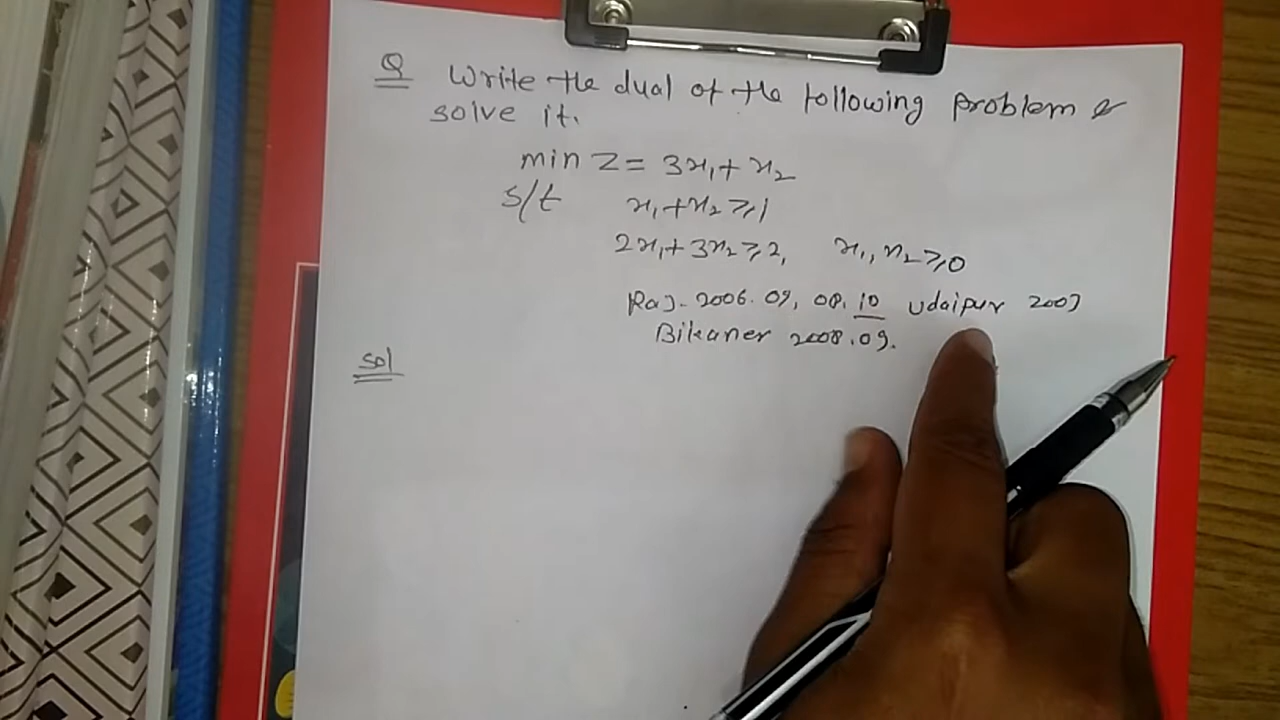 Q Write the dual of the following problem &
solve it.
min Z = 3x₁ + x₂
s/t x₁ + x₂ ≥ 1
2x₁ + 3x₂ ≥ 2, x₁, x₂ ≥ 0
Raj. 2006. 09, 08. 10 Udaipur 2007
Bikaner 2008. 09.
Sol